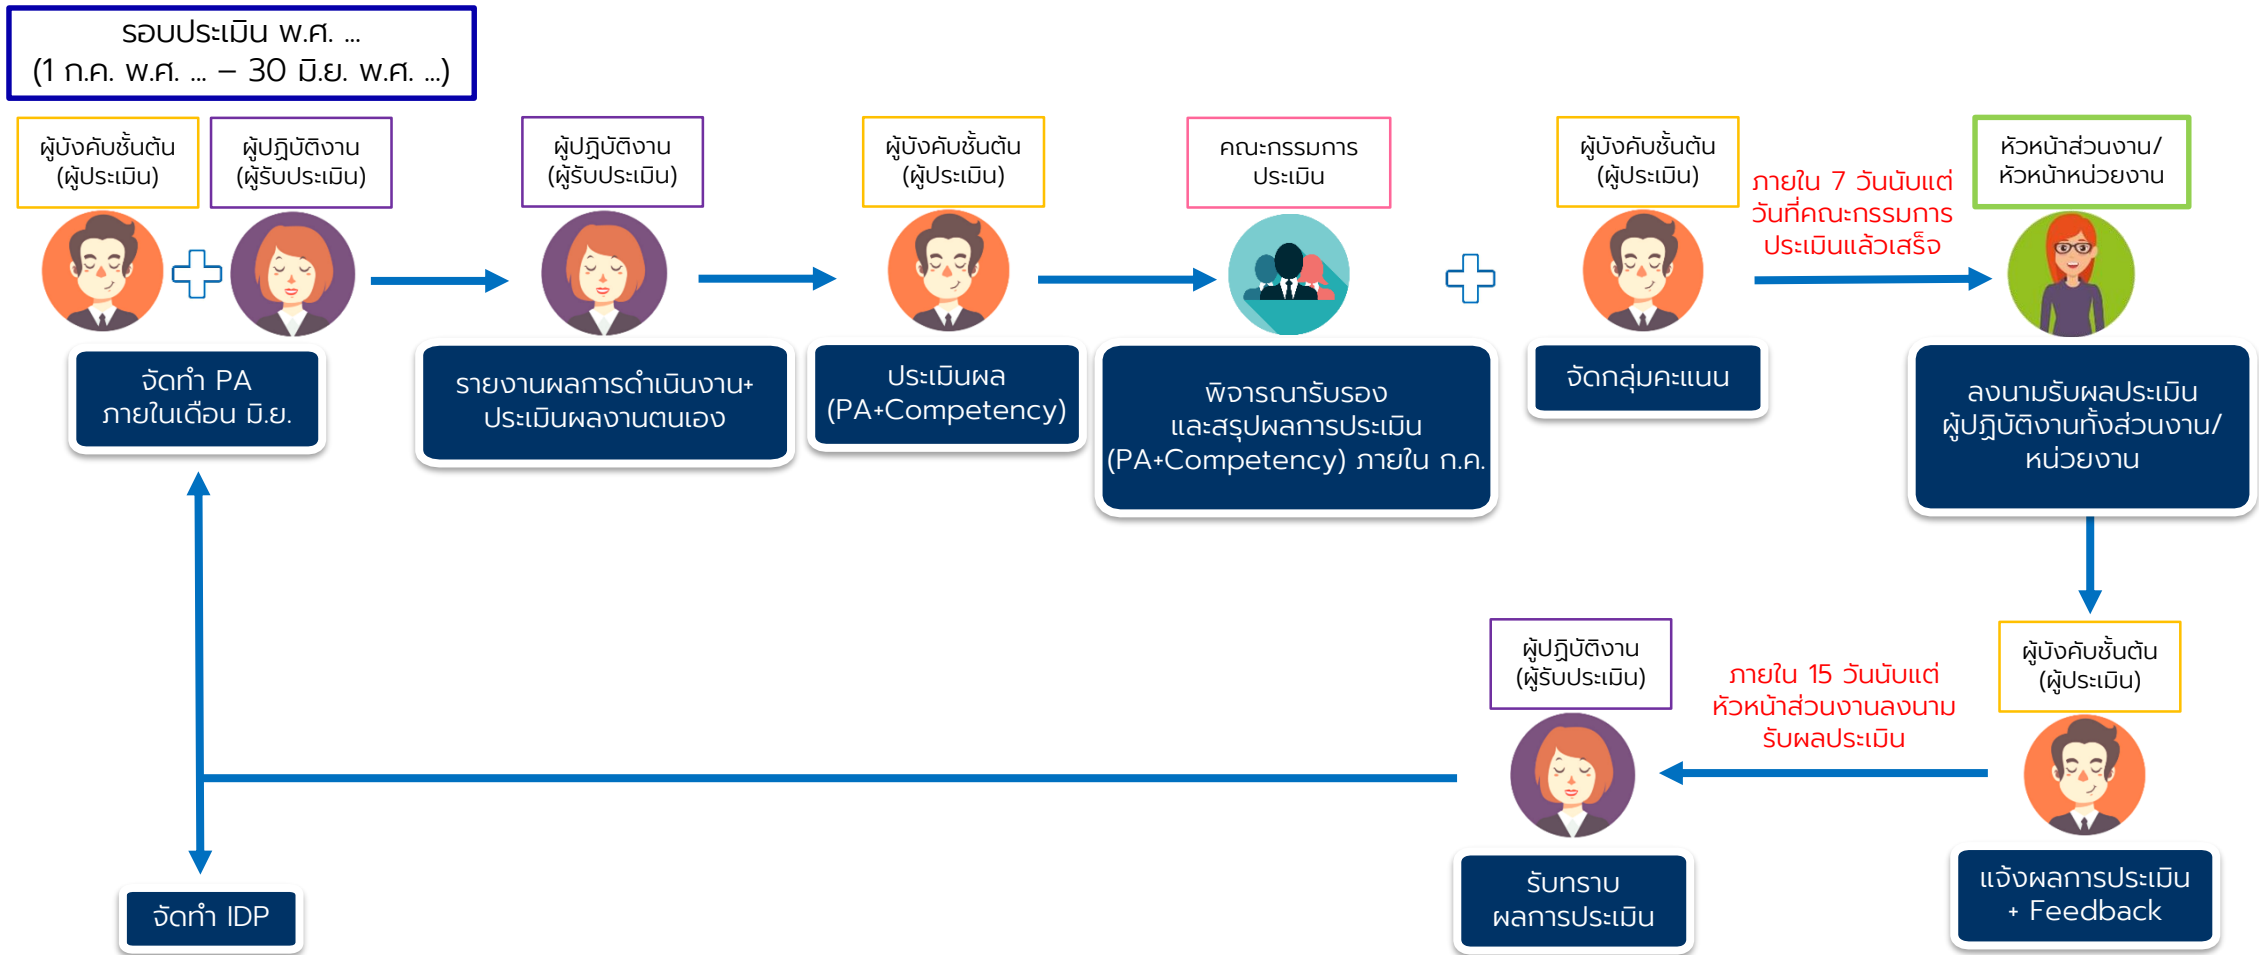 รอบประเมิน พ.ศ. ...
(1 ก.ค. พ.ศ. ... – 30 มิ.ย. พ.ศ. ...)
ผู้บังคับชั้นต้น
(ผู้ประเมิน)
ผู้ปฏิบัติงาน
(ผู้รับประเมิน)
จัดทำ PA
ภายในเดือน มิ.ย.
ผู้ปฏิบัติงาน
(ผู้รับประเมิน)
รายงานผลการดำเนินงาน+
ประเมินผลงานตนเอง
ผู้บังคับชั้นต้น
(ผู้ประเมิน)
ประเมินผล
(PA+Competency)
คณะกรรมการ
ประเมิน
พิจารณารับรอง
และสรุปผลการประเมิน
(PA+Competency) ภายใน ก.ค.
ผู้บังคับชั้นต้น
(ผู้ประเมิน)
จัดกลุ่มคะแนน
ภายใน 7 วันนับแต่
วันที่คณะกรรมการ
ประเมินแล้วเสร็จ
หัวหน้าส่วนงาน/
หัวหน้าหน่วยงาน
ลงนามรับผลประเมิน
ผู้ปฏิบัติงานทั้งส่วนงาน/
หน่วยงาน
ผู้บังคับชั้นต้น
(ผู้ประเมิน)
แจ้งผลการประเมิน
+ Feedback
ภายใน 15 วันนับแต่
หัวหน้าส่วนงานลงนาม
รับผลประเมิน
ผู้ปฏิบัติงาน
(ผู้รับประเมิน)
รับทราบ
ผลการประเมิน
จัดทำ IDP